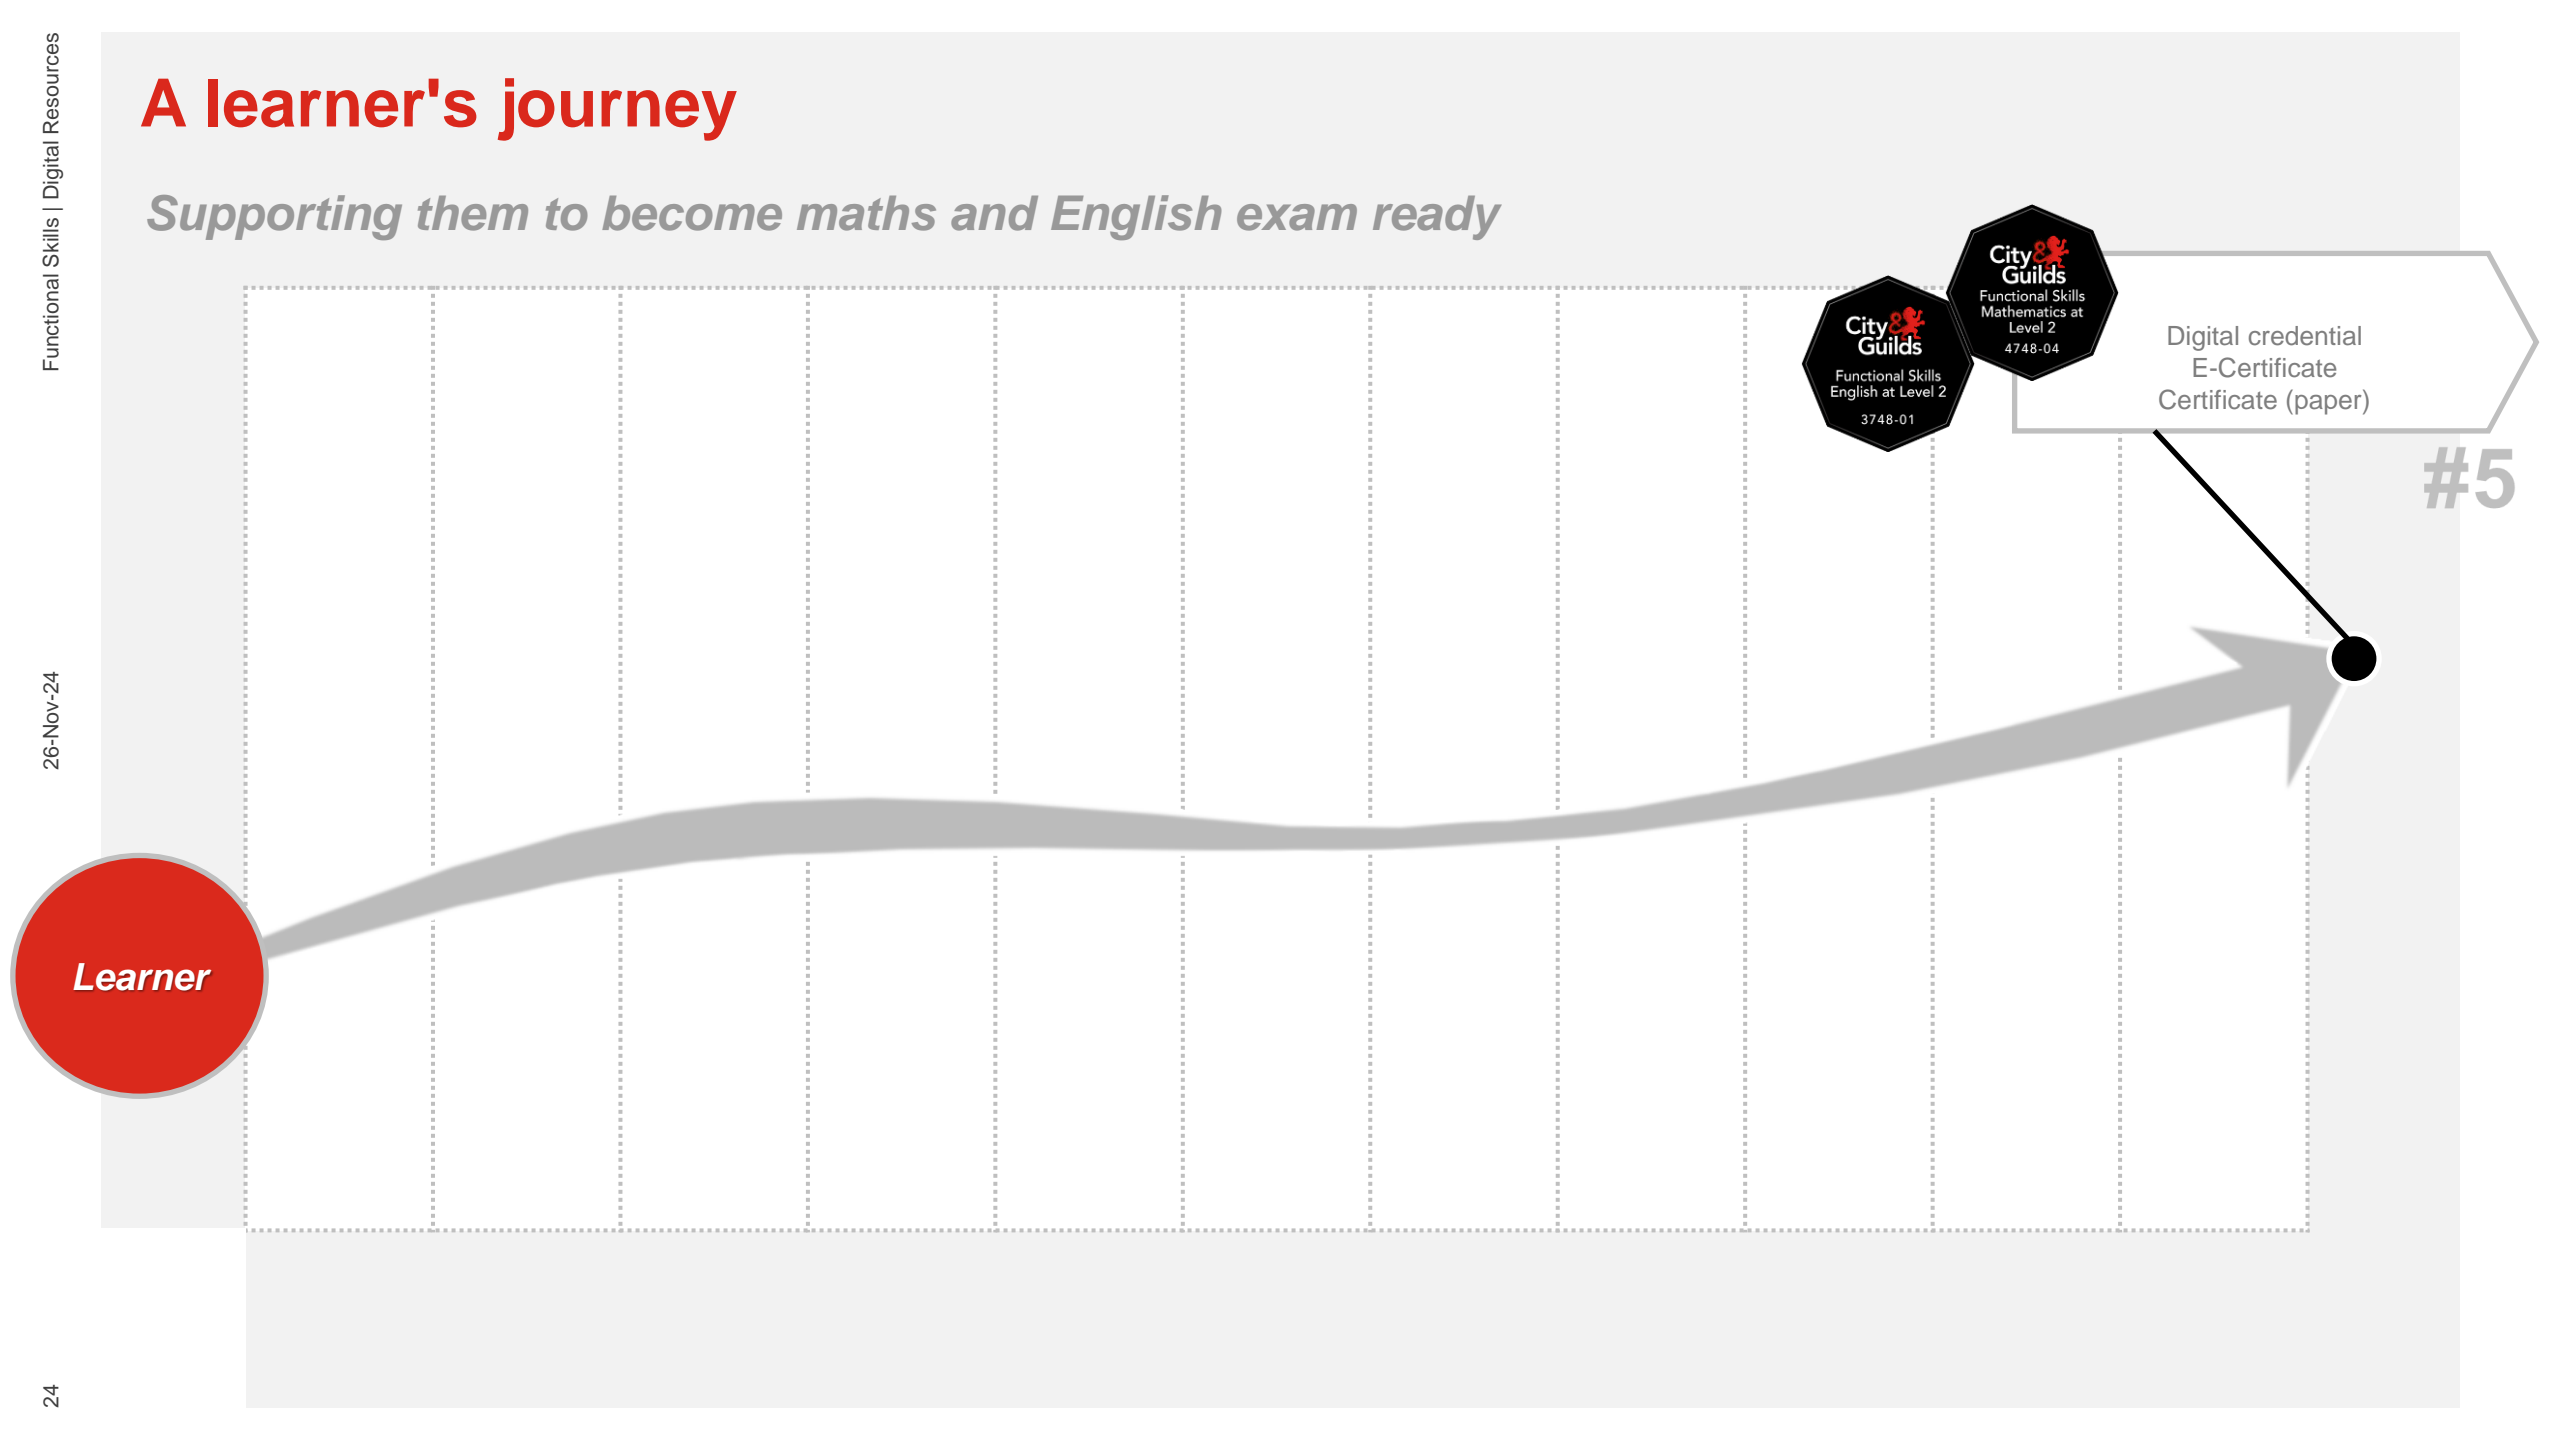 Functional Skills | Digital Resources
26-Nov-24
24
A learner's journey
Supporting them to become maths and English exam ready
City&
Guilds
Functional Skills
English at Level 2
3748-01
City&
Guilds
Functional Skills
Mathematics at
Level 2
4748-04
Digital credential
E-Certificate
Certificate (paper)
#5
Learner